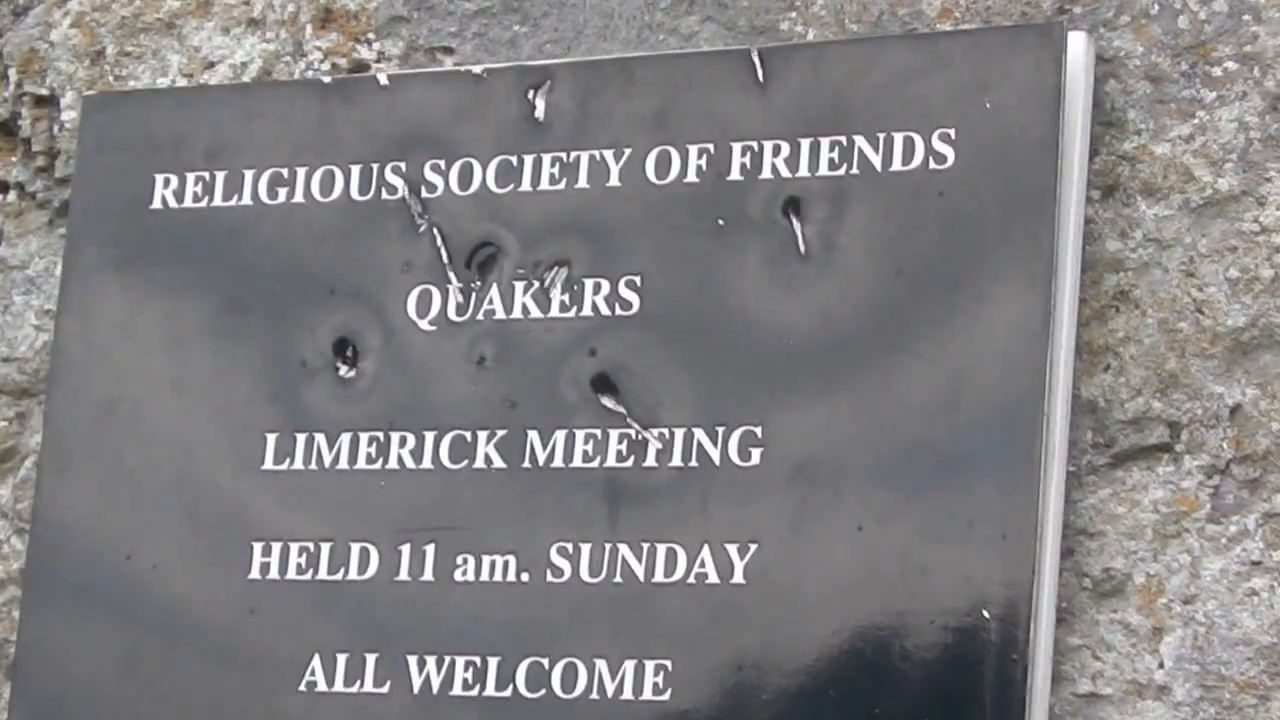 RELIGIOUS SOCIETY OF FRIENDS
QUAKERS
LIMERICK MEETING
HELD 11 am. SUNDAY
ALL WELCOME